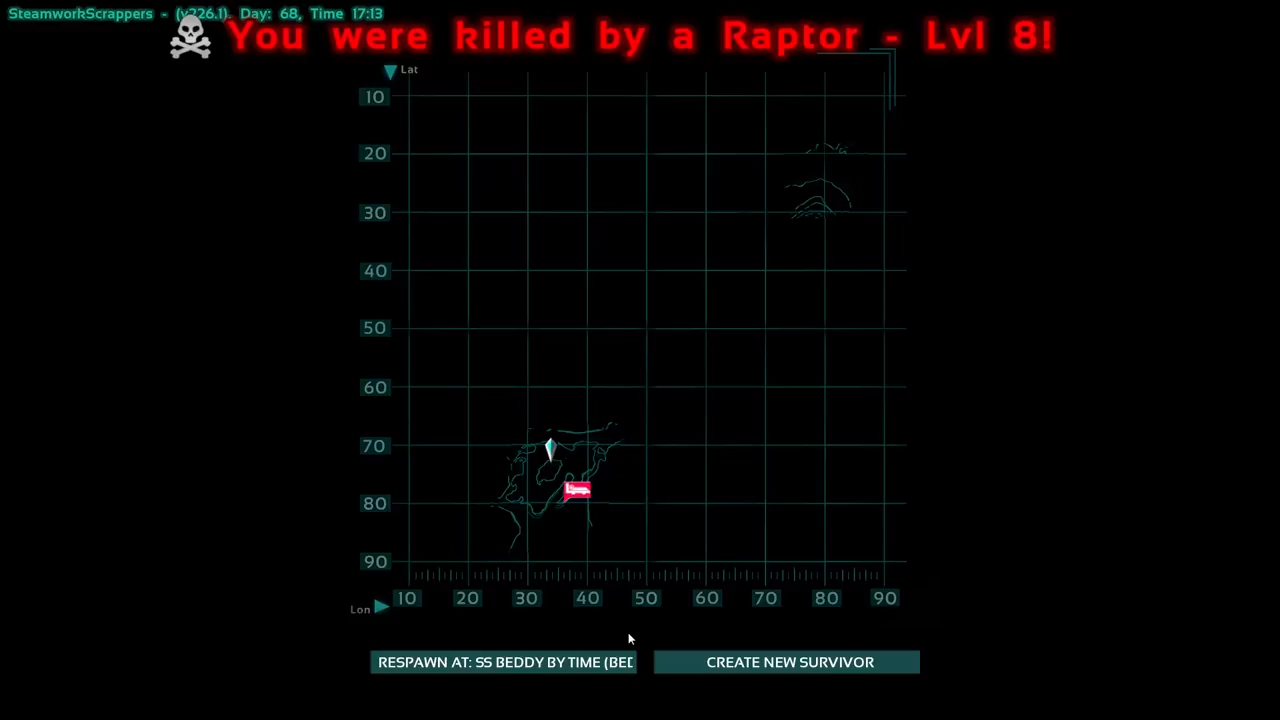 SteamworkScrappers - (v226.1) Day: 68, Time 17:13
You were killed by a Raptor - Lvl 8!
Lat
10
20
30
40
50
60
70
80
90
Lon 10 20 30 40 50 60 70 80 90
RESPAWN AT: SS BEDDY BY TIME (BED
CREATE NEW SURVIVOR